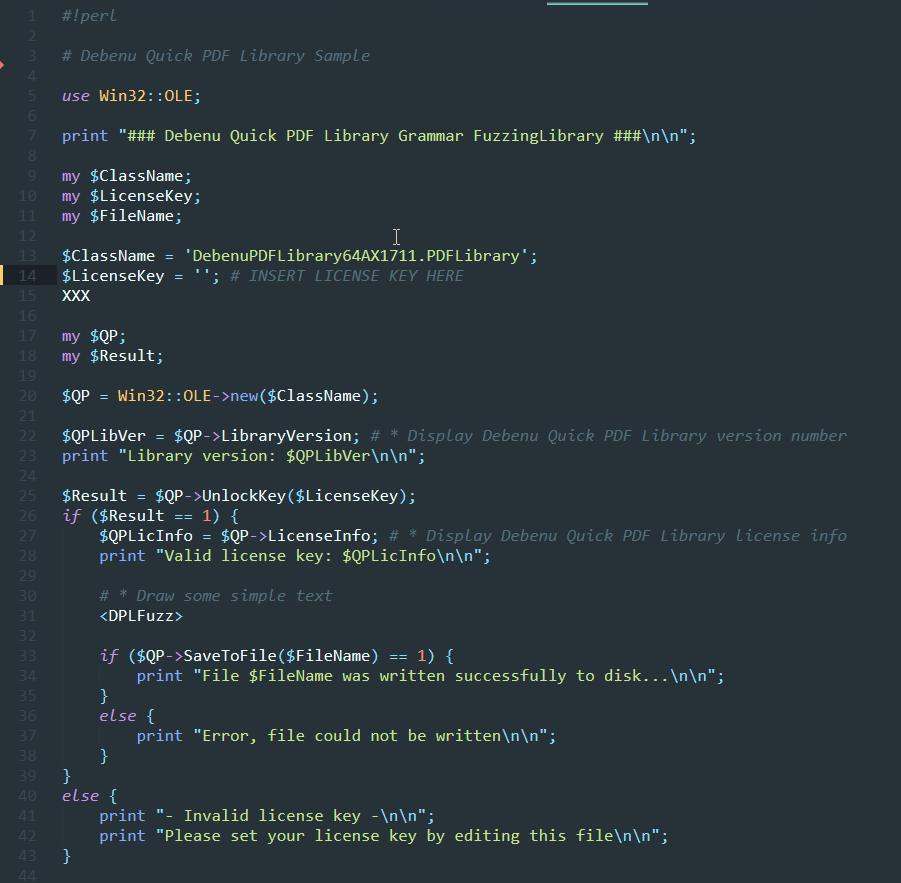 1 #!perl
2
3 # Debenu Quick PDF Library Sample
4
5 use Win32::OLE;
6
7 print "### Debenu Quick PDF Library Grammar FuzzingLibrary ###\n\n";
8
9 my $ClassName;
10 my $LicenseKey;
11 my $FileName;
12
13 $ClassName = 'DebenuPDFLibrary64AX1711.PDFLibrary';
14 $LicenseKey = ''; # INSERT LICENSE KEY HERE
15 XXX
16
17 my $QP;
18 my $Result;
19
20 $QP = Win32::OLE->new($ClassName);
21
22 $QPLibVer = $QP->LibraryVersion; # * Display Debenu Quick PDF Library version number
23 print "Library version: $QPLibVer\n\n";
24
25 $Result = $QP->UnlockKey($LicenseKey);
26 if ($Result == 1) {
27     $QPLicInfo = $QP->LicenseInfo; # * Display Debenu Quick PDF Library license info
28     print "Valid license key: $QPLicInfo\n\n";
29
30     # * Draw some simple text
31     <DPLFuzz>
32
33     if ($QP->SaveToFile($FileName) == 1) {
34         print "File $FileName was written successfully to disk...\n\n";
35     }
36     else {
37         print "Error, file could not be written\n\n";
38     }
39 }
40 else {
41     print "- Invalid license key -\n\n";
42     print "Please set your license key by editing this file\n\n";
43 }
44